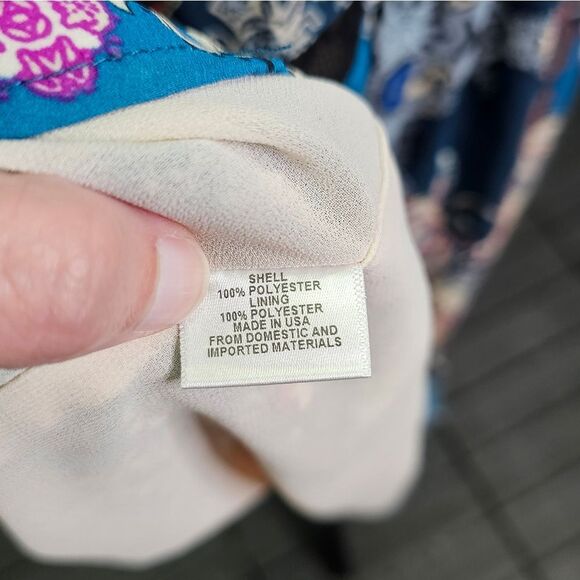 SHELL
100% POLYESTER
LINING
100% POLYESTER
MADE IN USA
FROM DOMESTIC AND
IMPORTED MATERIALS